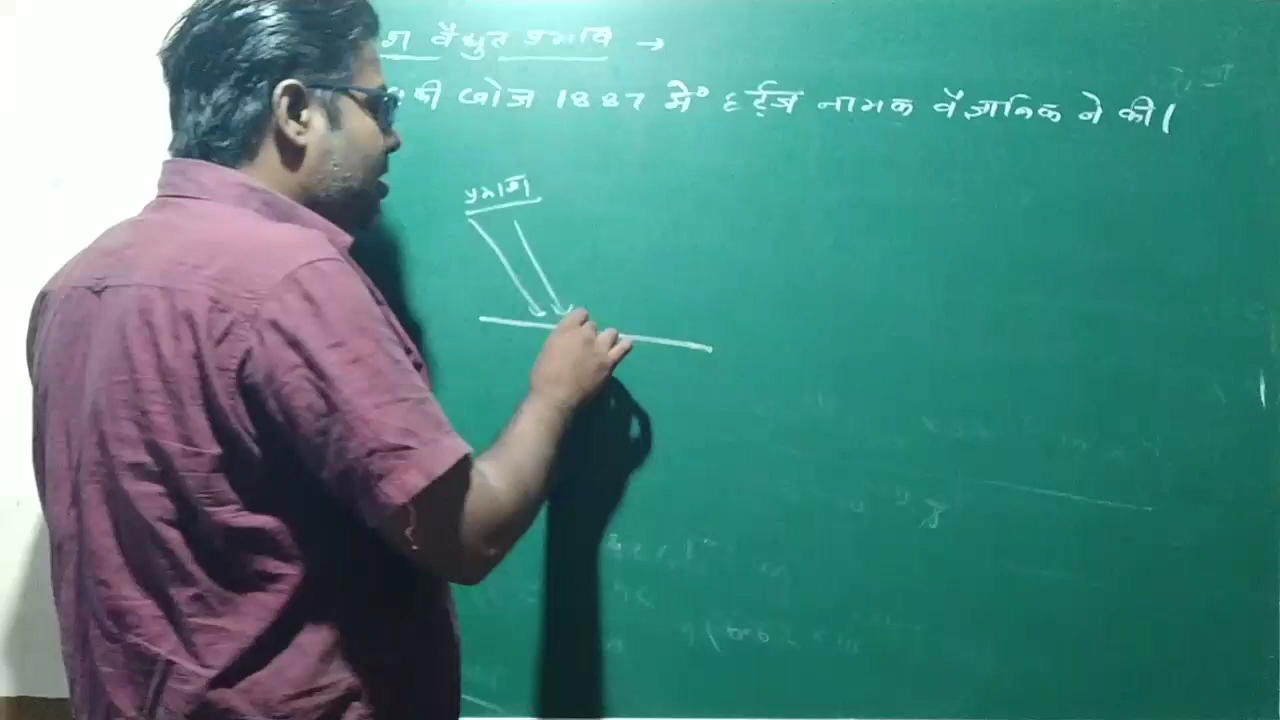 श वैद्युत प्रभाव →
की खोज 1887 में हर्ट्ज नामक वैज्ञानिक ने की।
प्रकाश